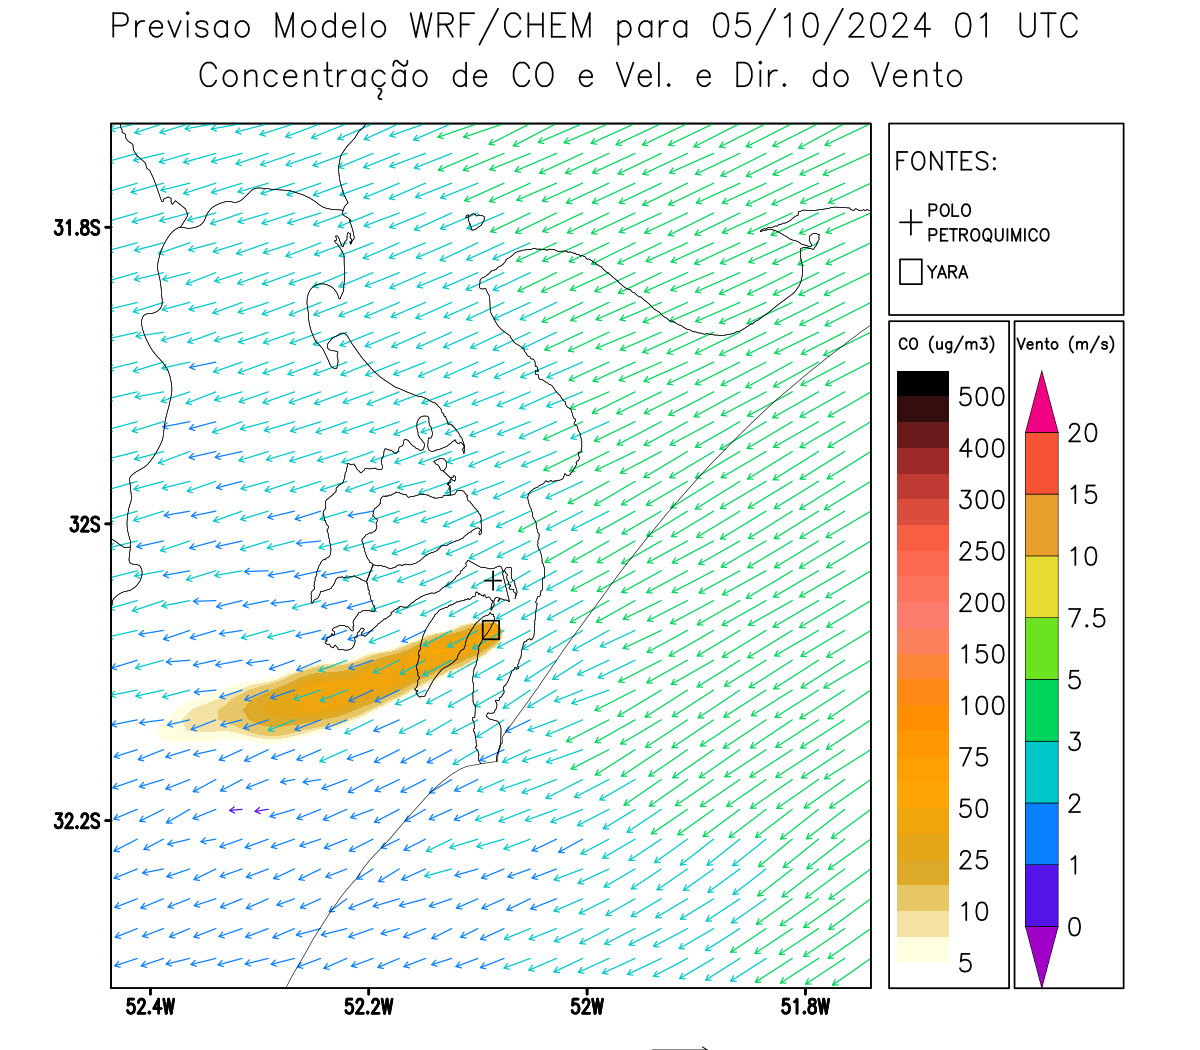 Previsao Modelo WRF/CHEM para 05/10/2024 01 UTC
Concentração de CO e Vel. e Dir. do Vento
FONTES:
POLO
PETROQUIMICO
YARA
CO (ug/m3)
500
400
300
250
200
150
100
75
50
25
10
5
Vento (m/s)
20
15
10
7.5
5
3
2
1
0
31.8S
32S
32.2S
52.4W
52.2W
52W
51.8W